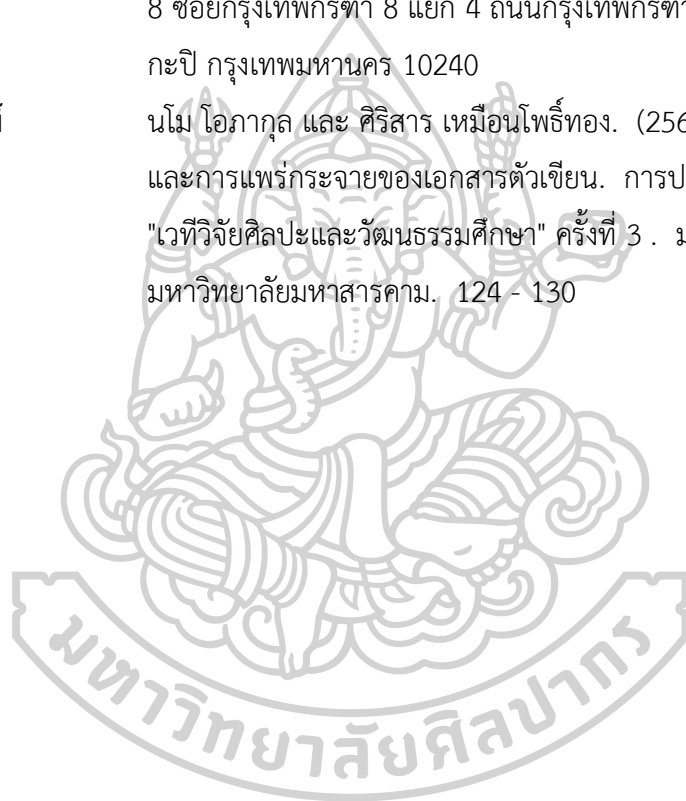 8 ซอยกรุงเทพกรีฑา 8 แยก 4 ถนนกรุงเทพกรีฑา
กะปิ กรุงเทพมหานคร 10240
นโม โอภากุล และ ศิริสาร เหมือนโพธิ์ทอง. (256
และการแพร่กระจายของเอกสารตัวเขียน. การป
"เวทีวิจัยศิลปะและวัฒนธรรมศึกษา" ครั้งที่ 3 . ม
มหาวิทยาลัยมหาสารคาม. 124 - 130
มหาวิทยาลัยศิลปากร